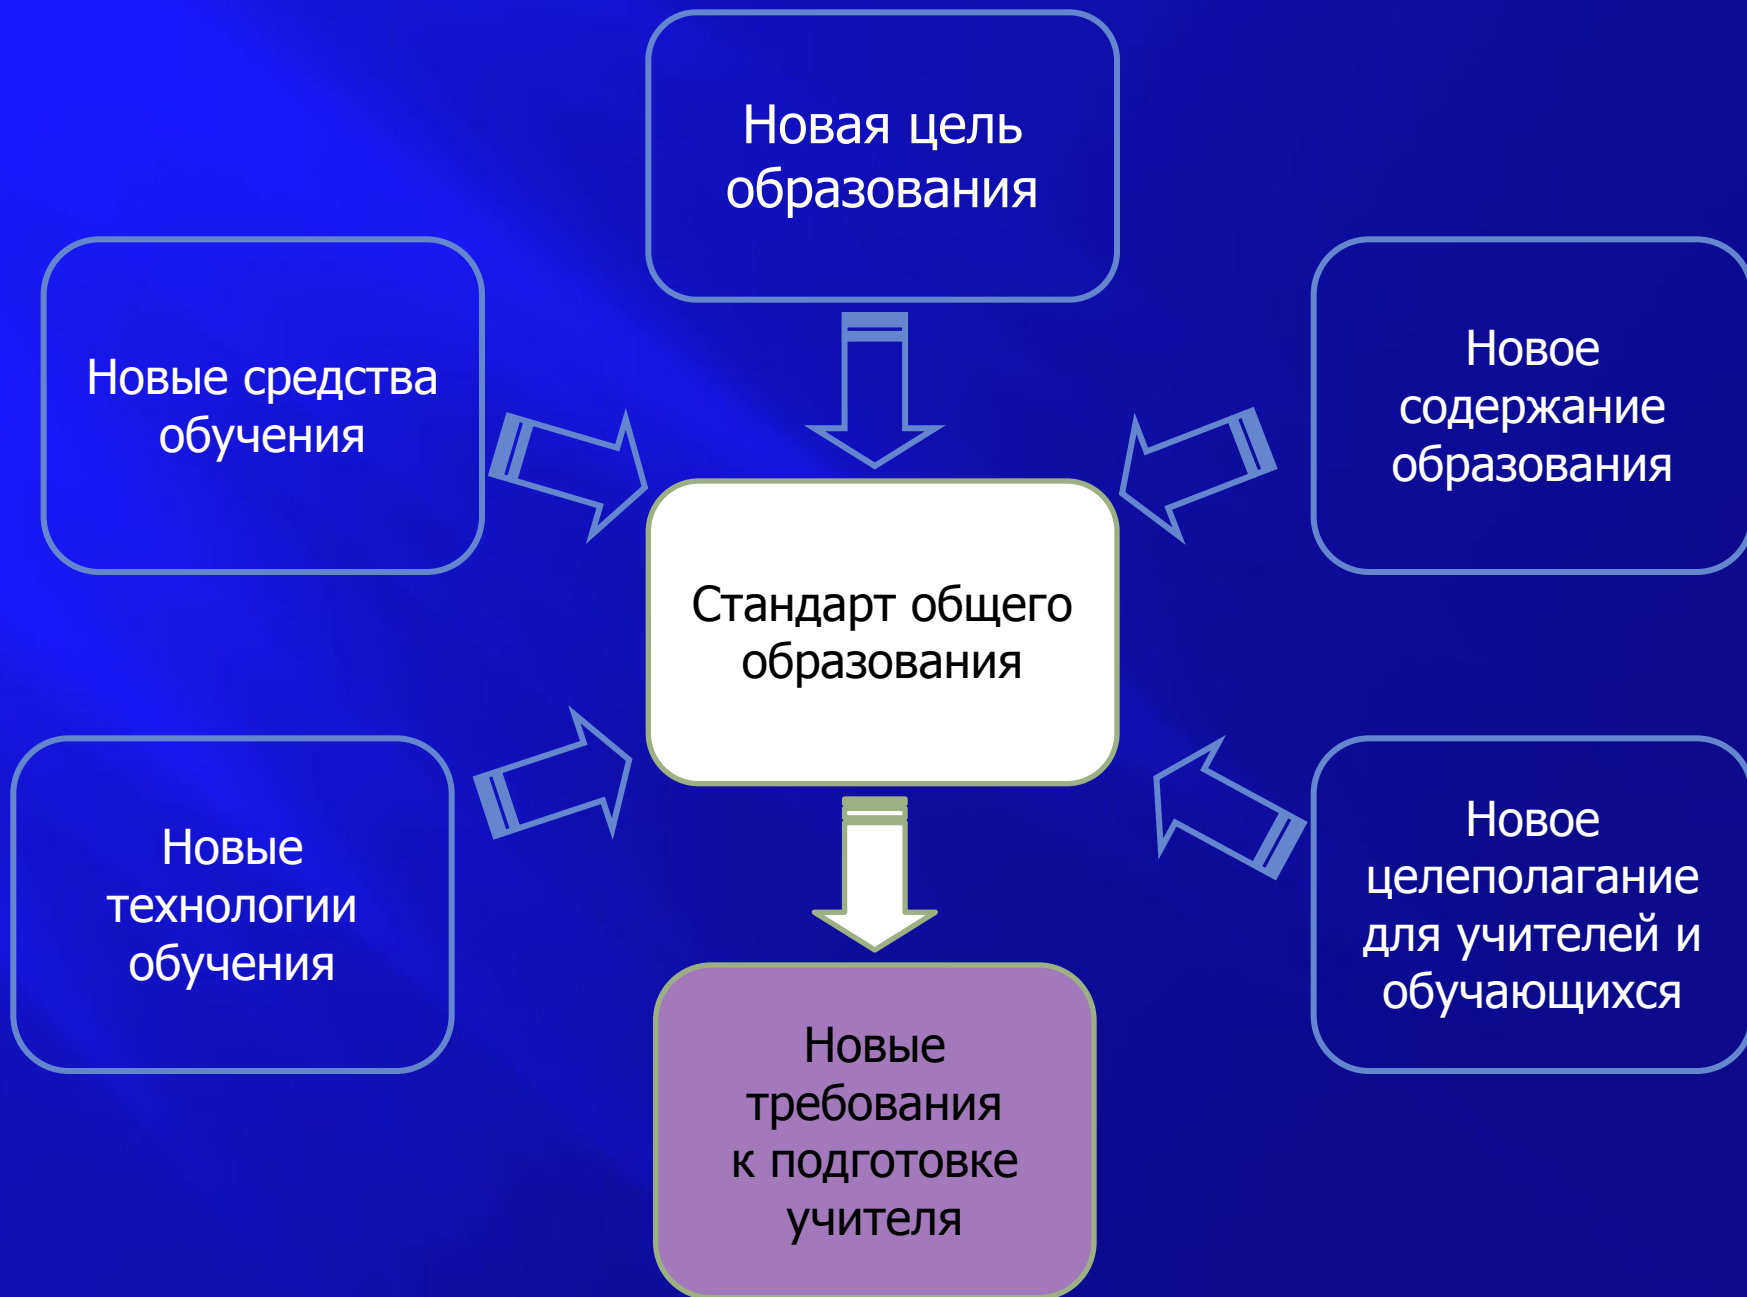 Новая цель
образования
Новые средства
обучения
Новое
содержание
образования
Стандарт общего
образования
Новые
технологии
обучения
Новое
целеполагание
для учителей и
обучающихся
Новые
требования
к подготовке
учителя